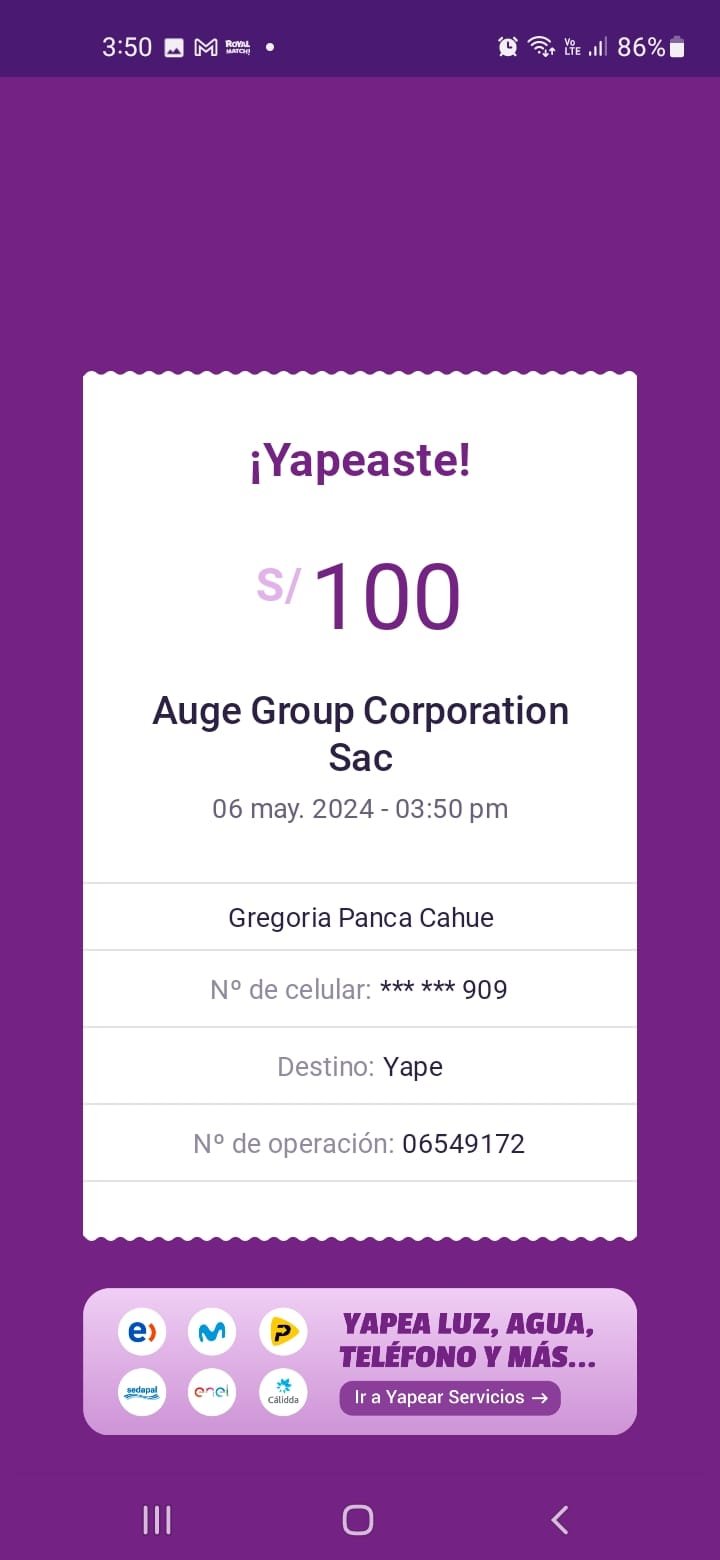 3:50 ROYAL MATCH! Vo LTE 86%
¡Yapeaste!
S/ 100
Auge Group Corporation
Sac
06 may. 2024 - 03:50 pm
Gregoria Panca Cahue
Nº de celular: *** *** 909
Destino: Yape
Nº de operación: 06549172
e) P
sedapal enel Cálidda
YAPEA LUZ, AGUA,
TELÉFONO Y MÁS...
Ir a Yapear Servicios →